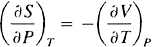 (∂S/∂P)_T = −(∂V/∂T)_P